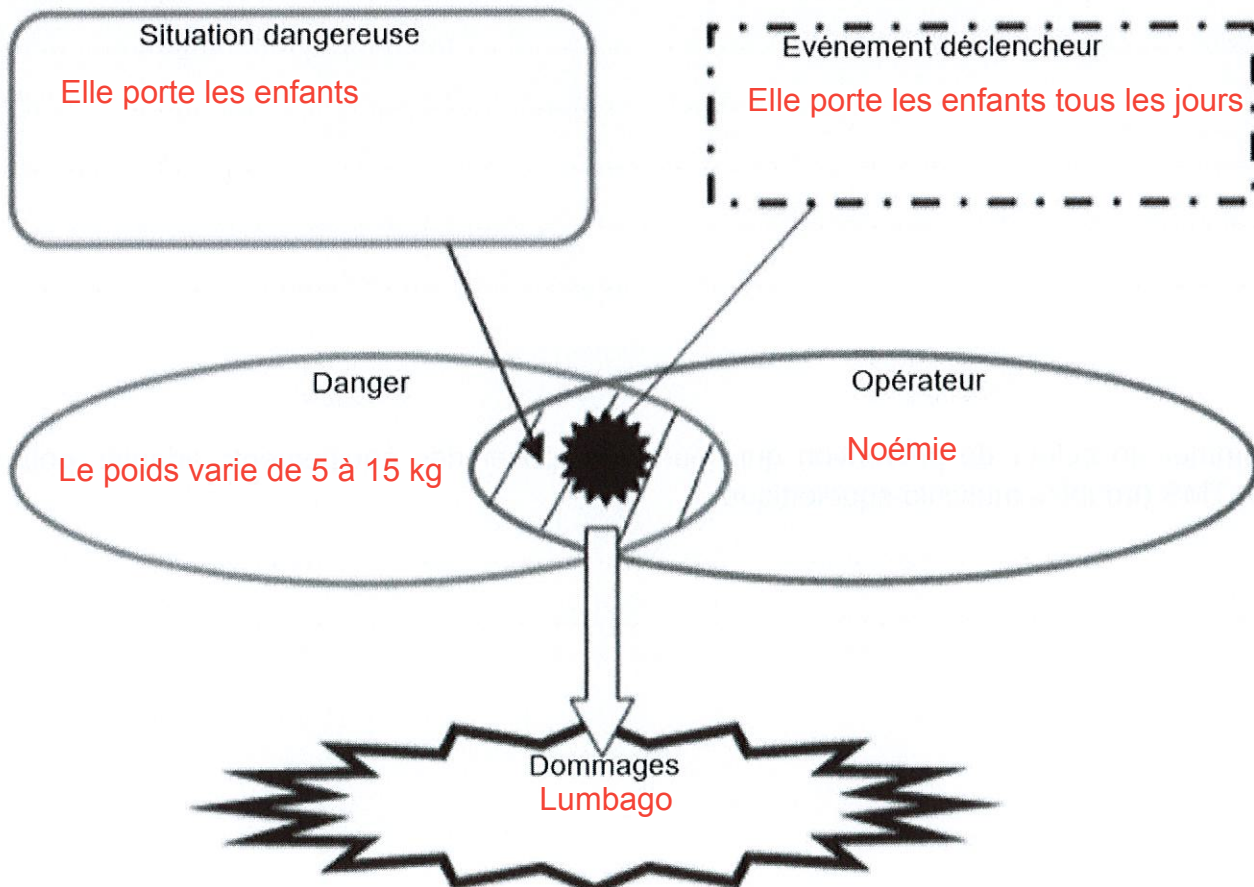 Situation dangereuse
Elle porte les enfants
Evénement déclencheur
Elle porte les enfants tous les jours
Danger
Le poids varie de 5 à 15 kg
Opérateur
Noémie
Dommages
Lumbago